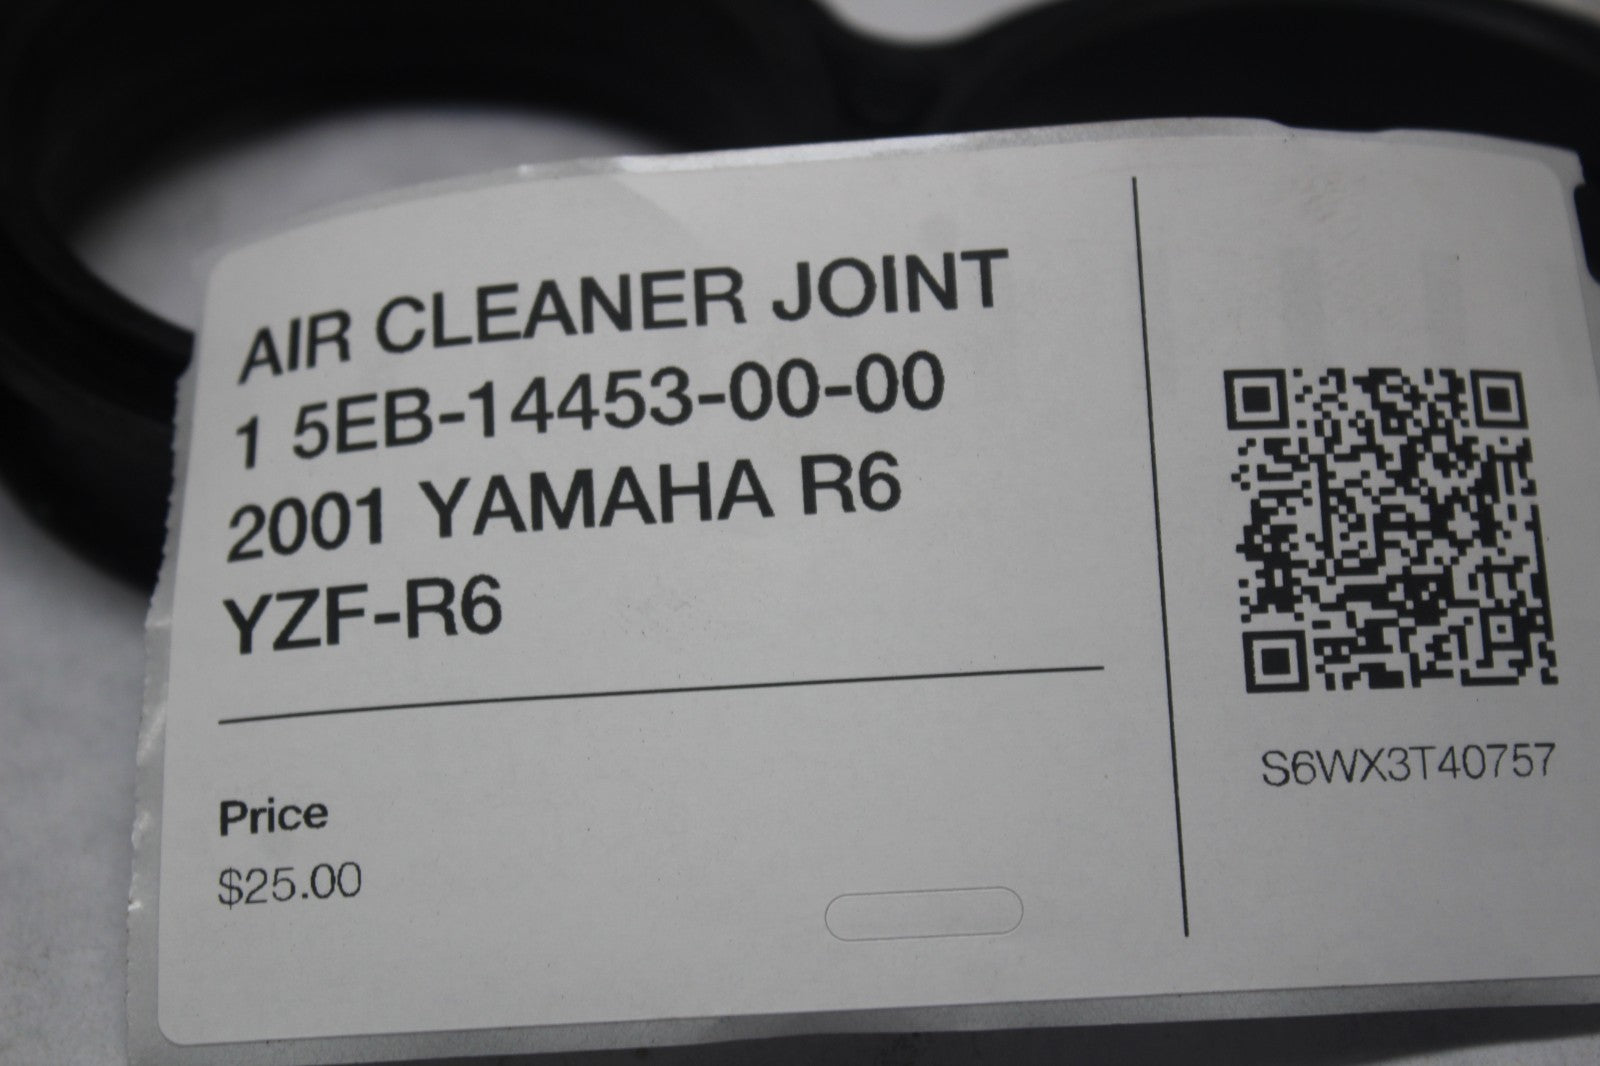 AIR CLEANER JOINT
1 5EB-14453-00-00
2001 YAMAHA R6
YZF-R6
Price
$25.00
S6WX3T40757